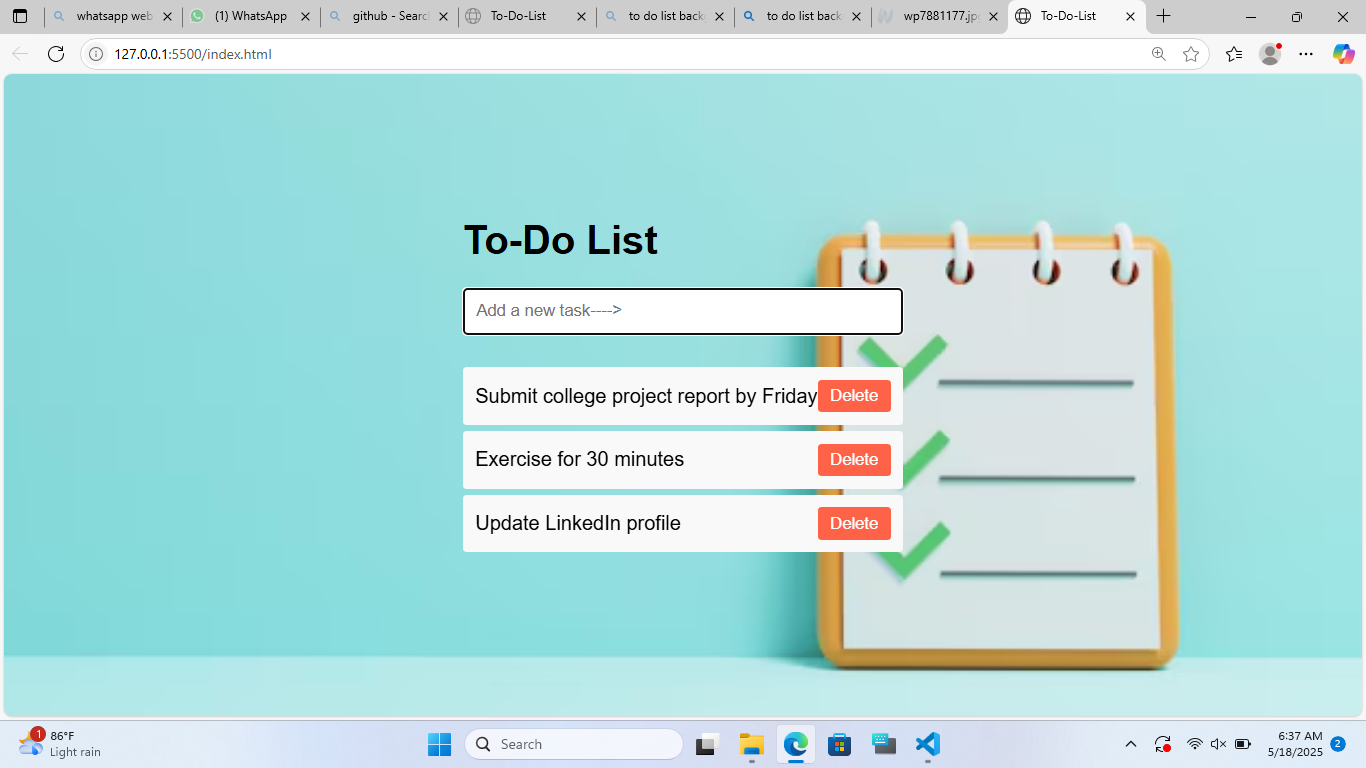 whatsapp web
(1) WhatsApp
github - Searc
To-Do-List
to do list back
to do list back
wp7881177.jp
To-Do-List
127.0.0.1:5500/index.html
To-Do List
Add a new task---->
Submit college project report by Friday
Delete
Exercise for 30 minutes
Delete
Update LinkedIn profile
Delete
1
86°F
Light rain
Search
6:37 AM
5/18/2025
2